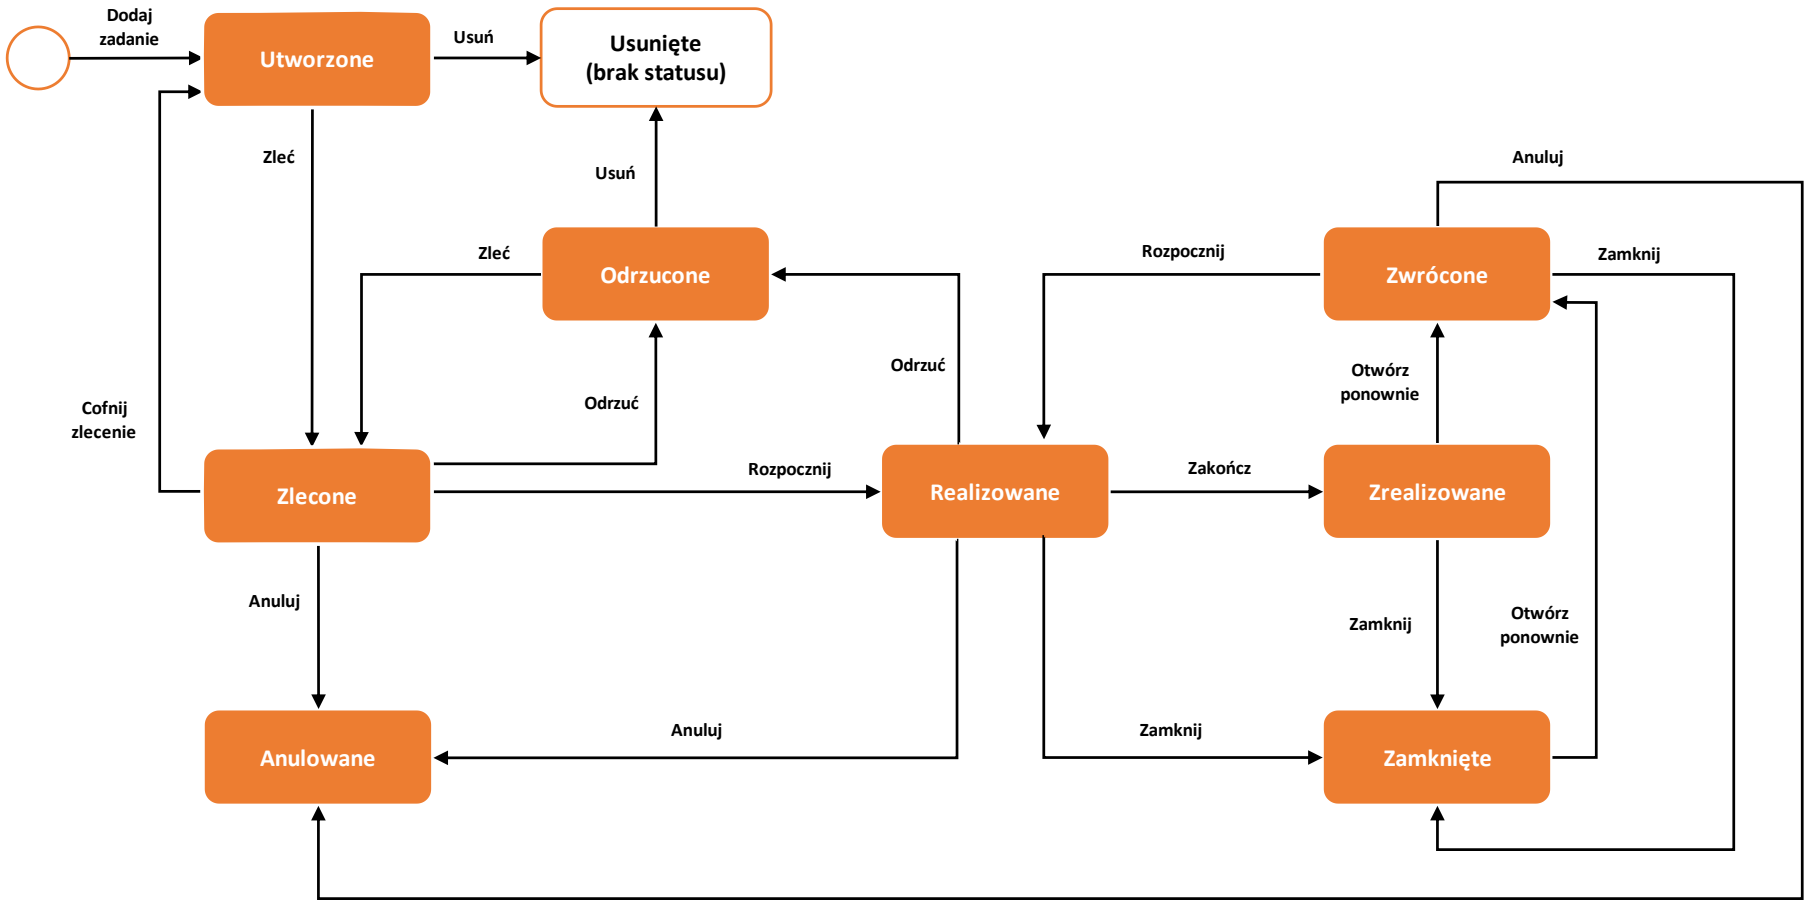 Dodaj
zadanie
Utworzone
Usuń
Usunięte
(brak statusu)
Zleć
Usuń
Anuluj
Zleć
Odrzucone
Rozpocznij
Zwrócone
Zamknij
Odrzuć
Otwórz
ponownie
Cofnij
zlecenie
Odrzuć
Zlecone
Rozpocznij
Realizowane
Zakończ
Zrealizowane
Anuluj
Zamknij
Otwórz
ponownie
Anulowane
Anuluj
Zamknij
Zamknięte